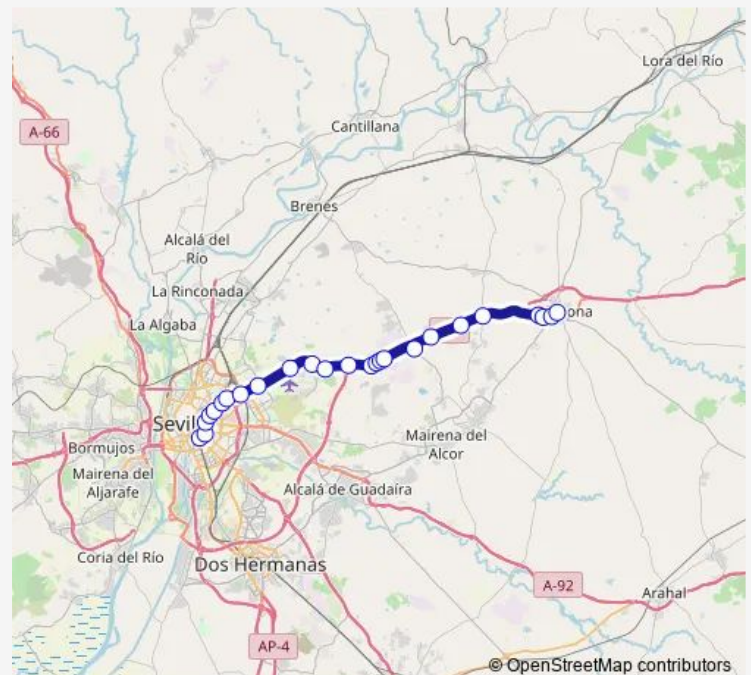 Lora del Río
A-66
Cantillana
Brenes
Alcalá del
Río
La Rinconada
La Algaba
ona
Sevil
Bormujos
Mairena del
Alcor
Mairena del
Aljarafe
Alcalá de Guadaíra
Coria del Río
Dos Hermanas
A-92
Arahal
AP-4
© OpenStreetMap contributors